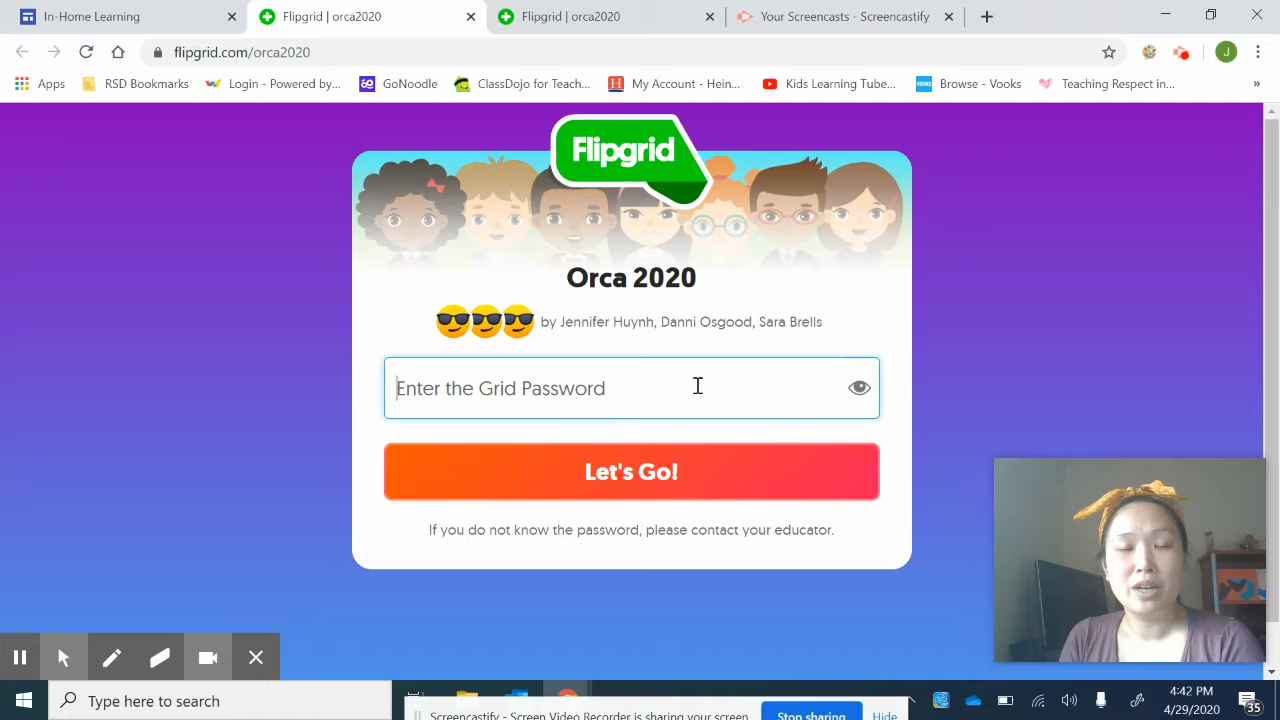 In-Home Learning
Flipgrid | orca2020
Flipgrid | orca2020
Your Screencasts - Screencastify
flipgrid.com/orca2020
J
Apps
RSD Bookmarks
Login - Powered by...
GoNoodle
ClassDojo for Teach...
H
My Account - Hein...
Kids Learning Tube...
Browse - Vooks
Teaching Respect in...
»
Flipgrid
Orca 2020
by Jennifer Huynh, Danni Osgood, Sara Brells
Enter the Grid Password
Let's Go!
If you do not know the password, please contact your educator.
Type here to search
Screencastify - Screen Video Recorder is sharing your screen.
Stop sharing
Hide
4:42 PM
4/29/2020
35